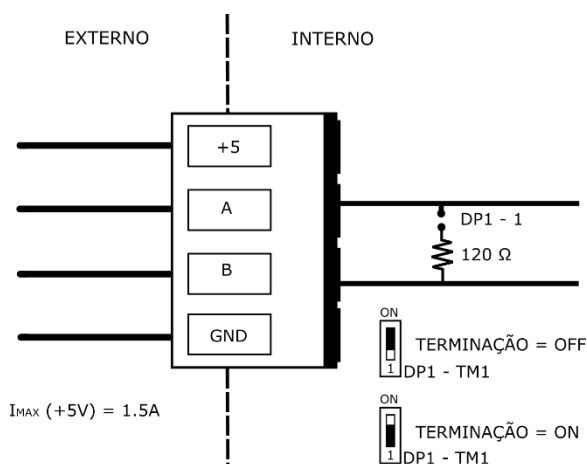 EXTERNO
INTERNO
+5
A
B
GND
DP1 - 1
120 Ω
ON
1
TERMINAÇÃO = OFF
DP1 - TM1
IMAX (+5V) = 1.5A
ON
1
TERMINAÇÃO = ON
DP1 - TM1